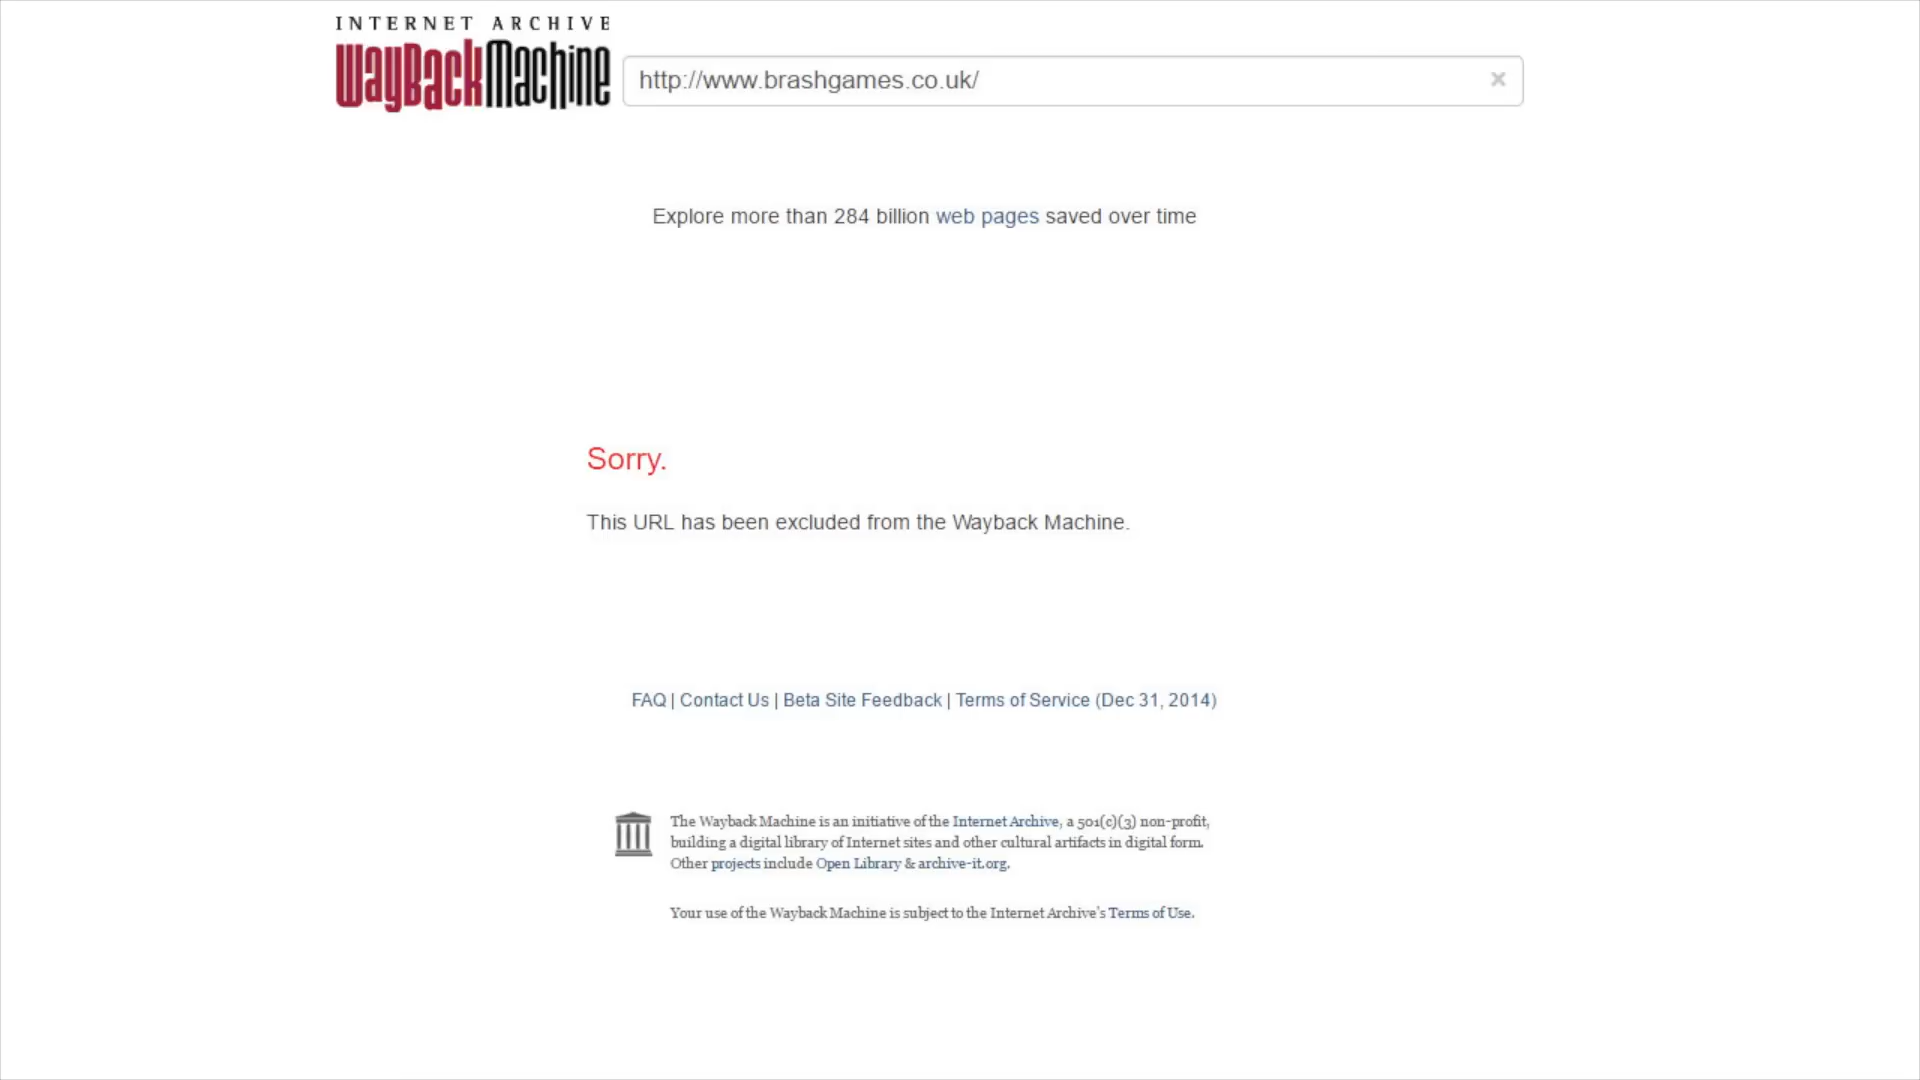 INTERNET ARCHIVE
WayBackMachine
http://www.brashgames.co.uk/
Explore more than 284 billion web pages saved over time
Sorry.
This URL has been excluded from the Wayback Machine.
FAQ | Contact Us | Beta Site Feedback | Terms of Service (Dec 31, 2014)
The Wayback Machine is an initiative of the Internet Archive, a 501(c)(3) non-profit,
building a digital library of Internet sites and other cultural artifacts in digital form.
Other projects include Open Library & archive-it.org.
Your use of the Wayback Machine is subject to the Internet Archive's Terms of Use.